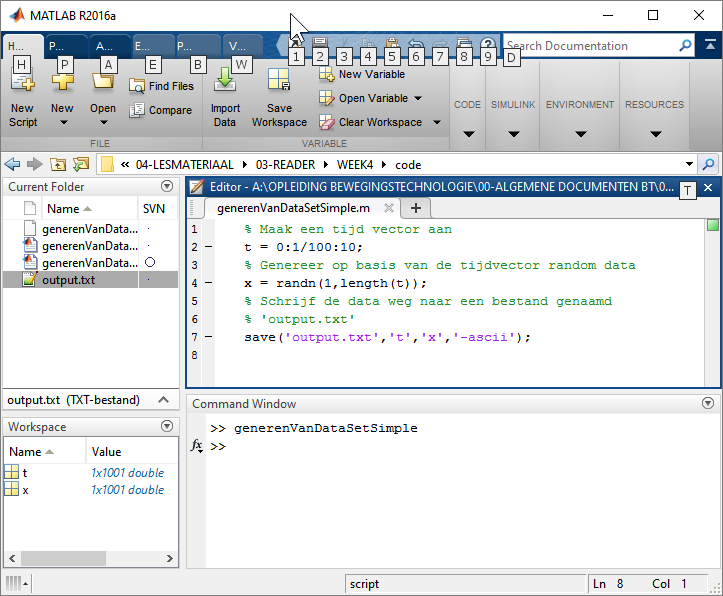 MATLAB R2016a
H... P... A... E... P... V...
Search Documentation
H P A E B W 1 2 3 4 5 6 7 8 9 D
New Script
New
Open
Find Files
Compare
Import Data
Save Workspace
New Variable
Open Variable
Clear Workspace
CODE
SIMULINK
ENVIRONMENT
RESOURCES
FILE
VARIABLE
« 04-LESMATERIAAL 03-READER WEEK4 code
Current Folder
Name SVN
generenVanData...
generenVanData...
generenVanData...
output.txt
output.txt (TXT-bestand)
Workspace
Name Value
t 1x1001 double
x 1x1001 double
Editor - A:\OPLEIDING BEWEGINGSTECHNOLOGIE\00-ALGEMENE DOCUMENTEN BT\0...
T
generenVanDataSetSimple.m
1 % Maak een tijd vector aan
2 – t = 0:1/100:10;
3 % Genereer op basis van de tijdvector random data
4 – x = randn(1,length(t));
5 % Schrijf de data weg naar een bestand genaamd
6 % 'output.txt'
7 – save('output.txt','t','x','-ascii');
8
Command Window
>> generenVanDataSetSimple
fx >>
script
Ln 8 Col 1